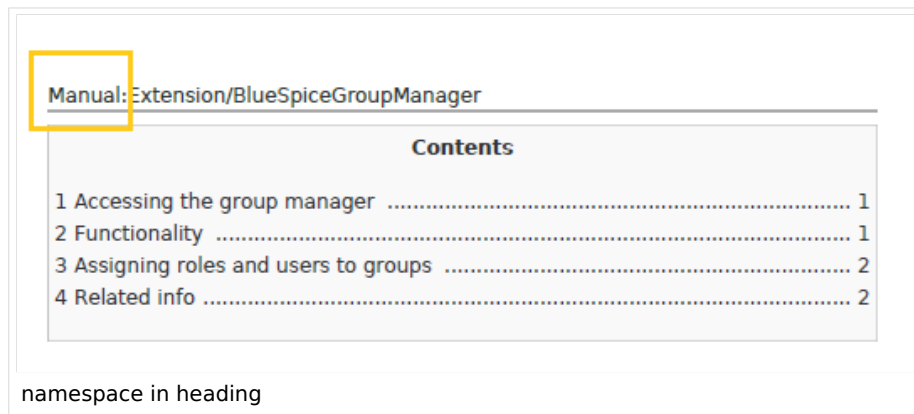 Manual:Extension/BlueSpiceGroupManager
Contents
1 Accessing the group manager ................................................................................ 1
2 Functionality ............................................................................................................. 1
3 Assigning roles and users to groups ...................................................................... 2
4 Related info ............................................................................................................... 2
namespace in heading